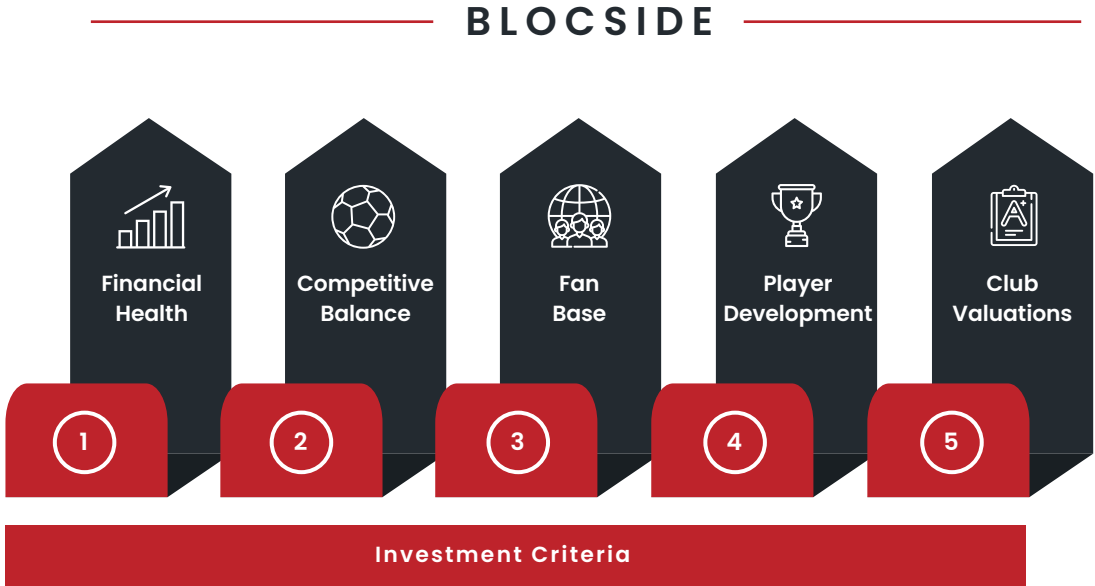 BLOCSIDE
Financial
Health
Competitive
Balance
Fan
Base
Player
Development
Club
Valuations
1
2
3
4
5
Investment Criteria